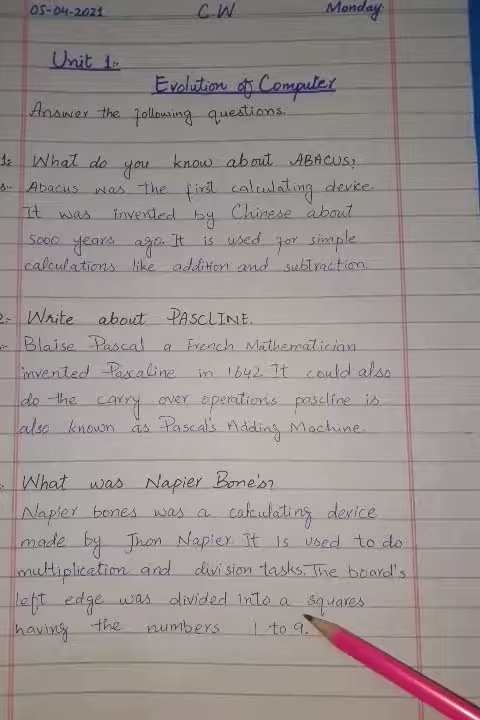 05-04-2021 C.W Monday
Unit 1:-
Evolution of Computer
Answer the following questions.
1:- What do you know about ABACUS?
s:- Abacus was the first calculating device.
It was invented by Chinese about
5000 years ago. It is used for simple
calculations like addition and subtraction.
2:- Write about PASCLINE.
Blaise Pascal a French Mathematician
invented Pascaline in 1642. It could also
do the carry over operations pascline is
also known as Pascal's Adding Machine.
What was Napier Bone's?
Napier bones was a calculating device
made by Jhon Napier. It is used to do
multiplication and division tasks. The board's
left edge was divided into a squares
having the numbers 1 to 9.